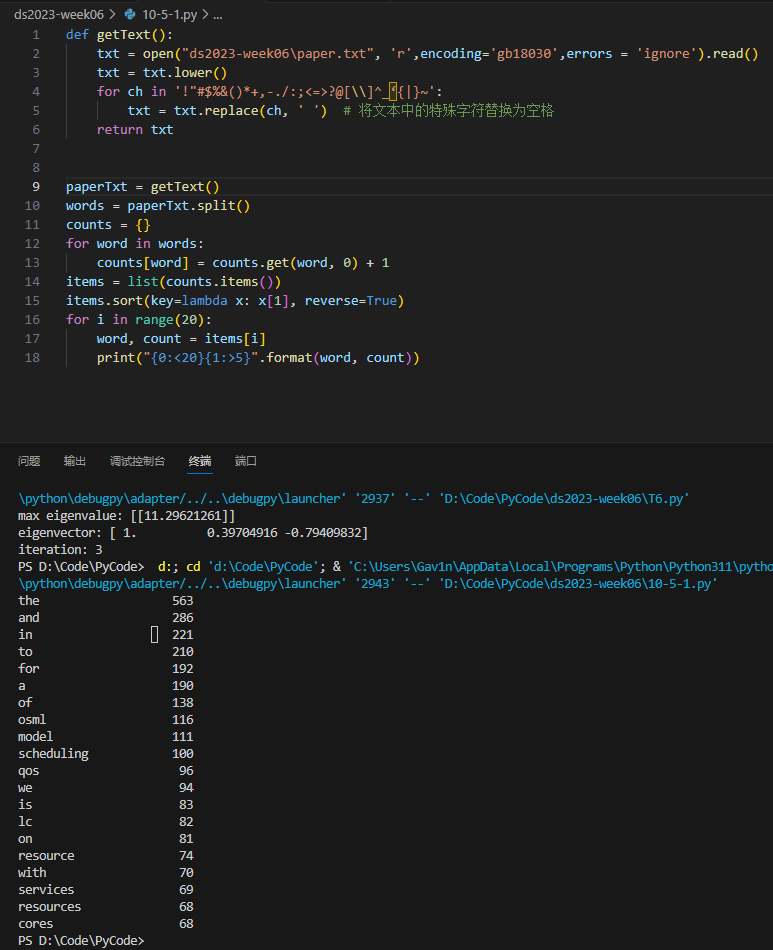 ds2023-week06 > 10-5-1.py > ...
1 def getText():
2     txt = open("ds2023-week06\paper.txt", 'r',encoding='gb18030',errors = 'ignore').read()
3     txt = txt.lower()
4     for ch in '!"#$%&()*+,-./:;<=>?@[\\]^_‘{|}~':
5         txt = txt.replace(ch, ' ')  # 将文本中的特殊字符替换为空格
6     return txt
7
8
9 paperTxt = getText()
10 words = paperTxt.split()
11 counts = {}
12 for word in words:
13     counts[word] = counts.get(word, 0) + 1
14 items = list(counts.items())
15 items.sort(key=lambda x: x[1], reverse=True)
16 for i in range(20):
17     word, count = items[i]
18     print("{0:<20}{1:>5}".format(word, count))
问题 输出 调试控制台 终端 端口
\python\debugpy\adapter/../..\debugpy\launcher' '2937' '--' 'D:\Code\PyCode\ds2023-week06\T6.py'
max eigenvalue: [[11.29621261]]
eigenvector: [ 1.         0.39704916 -0.79409832]
iteration: 3
PS D:\Code\PyCode>  d:; cd 'd:\Code\PyCode'; & 'C:\Users\Gav1n\AppData\Local\Programs\Python\Python311\pytho
\python\debugpy\adapter/../..\debugpy\launcher' '2943' '--' 'D:\Code\PyCode\ds2023-week06\10-5-1.py'
the                   563
and                   286
in                    221
to                    210
for                   192
a                     190
of                    138
osml                  116
model                 111
scheduling            100
qos                    96
we                     94
is                     83
lc                     82
on                     81
resource               74
with                   70
services               69
resources              68
cores                  68
PS D:\Code\PyCode>